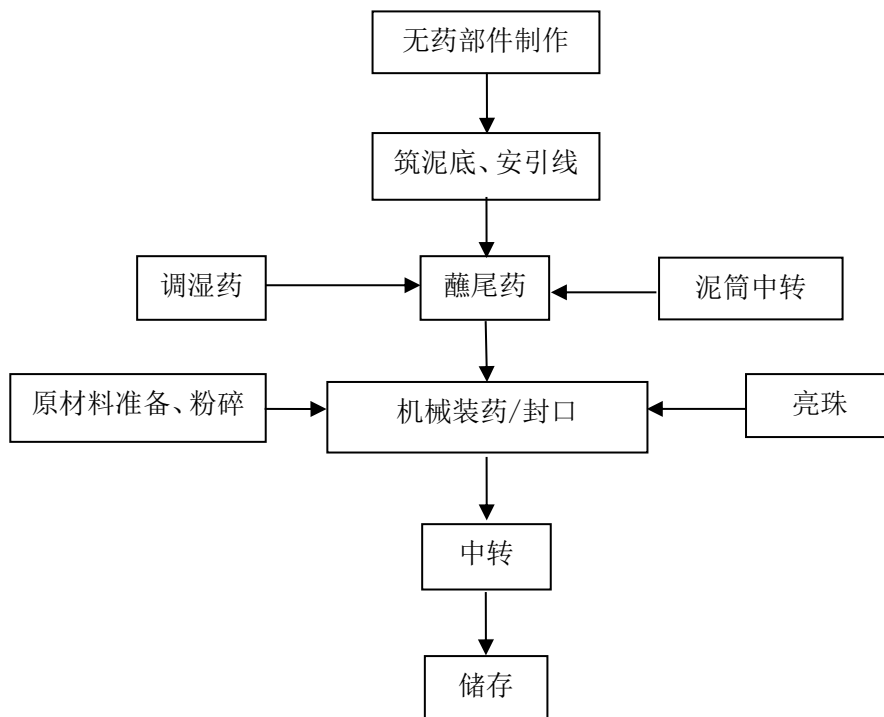 无药部件制作
筑泥底、安引线
调湿药
蘸尾药
泥筒中转
原材料准备、粉碎
机械装药/封口
亮珠
中转
储存